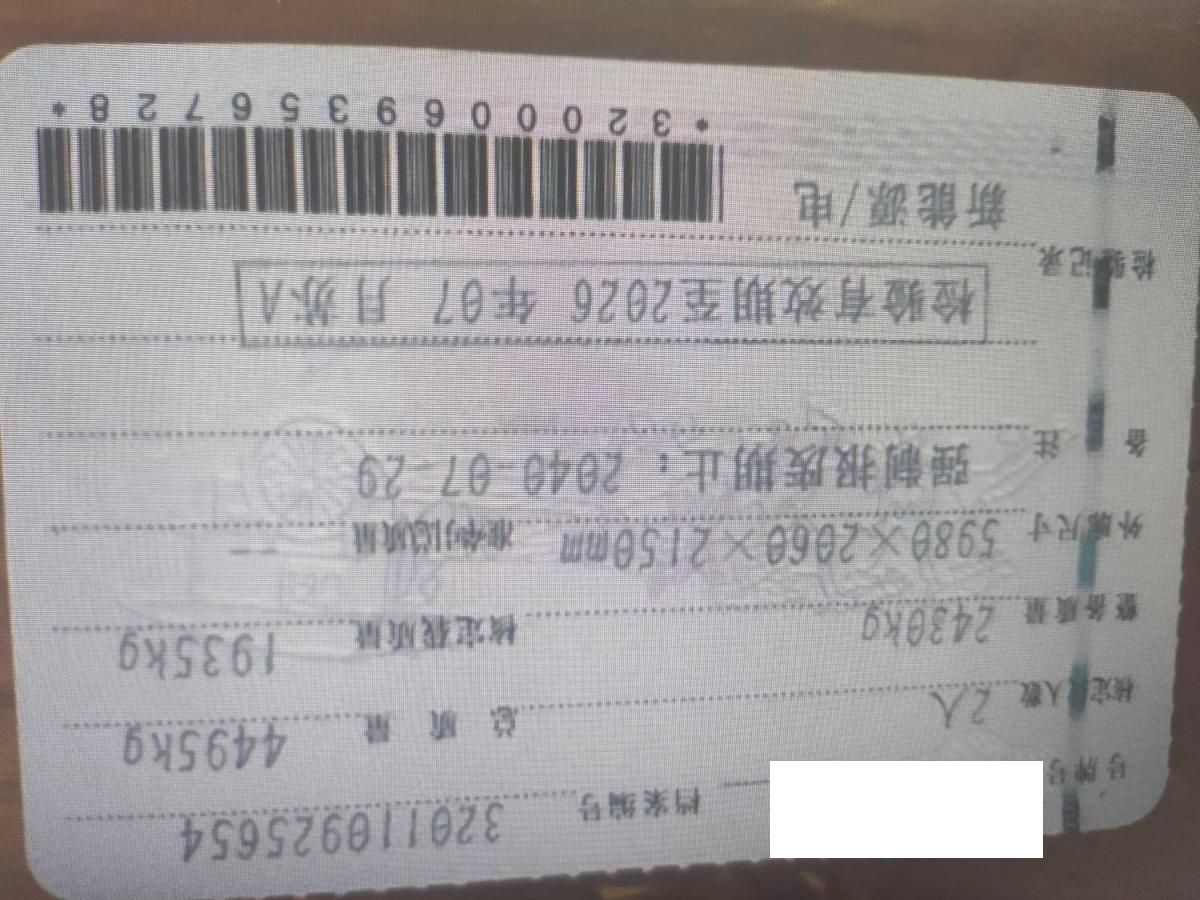 号牌号 档案编号 320110925654
核定载人数 2人 总质量 4495kg
整备质量 2430kg 核定载质量 1935kg
外廓尺寸 5980×2060×2150mm 准牵引总质量 --
备注 强制报废期止：2040-07-29
检验有效期至2026年07月苏A
检验记录
新能源/电
*3200069356728*